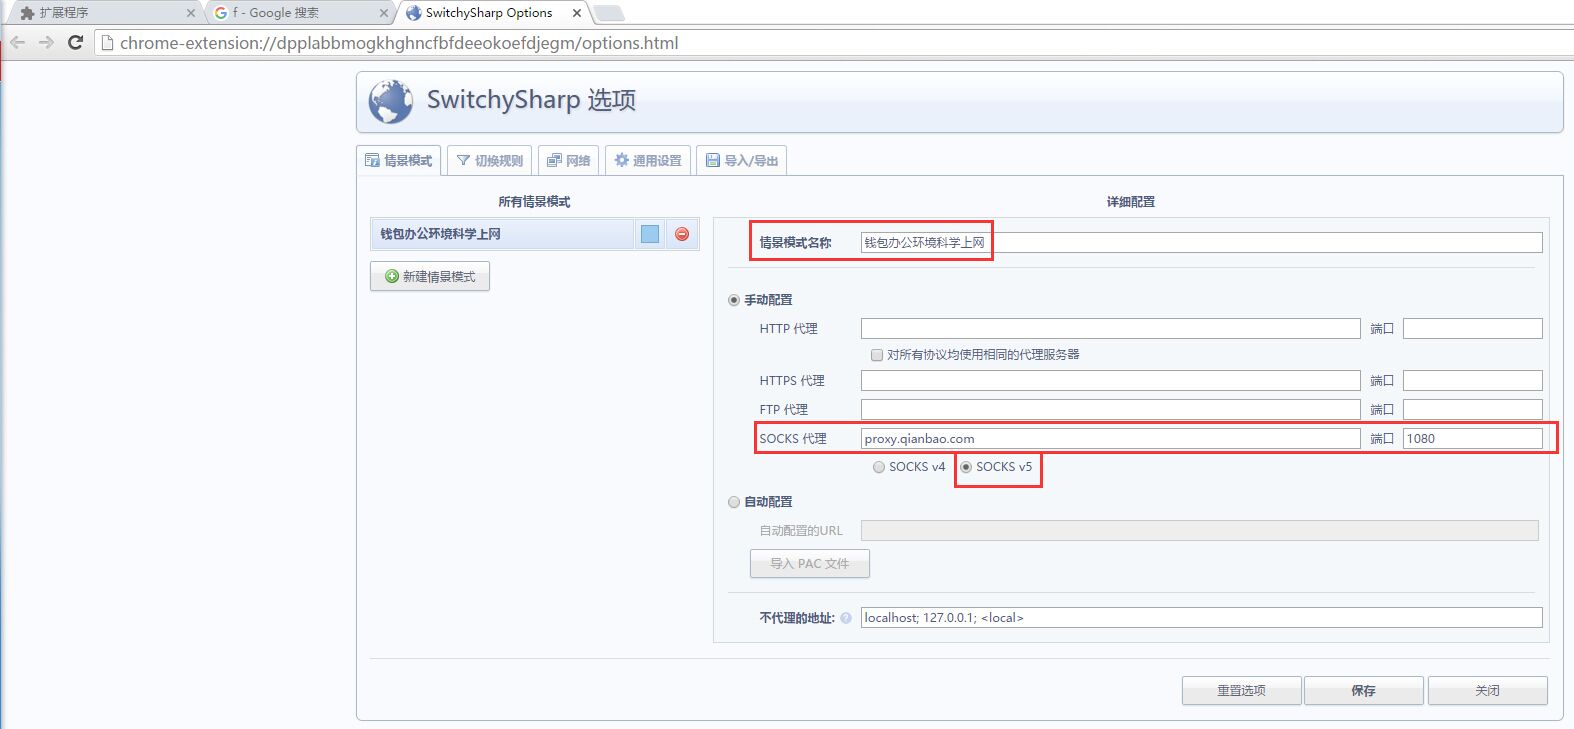 扩展程序
f - Google 搜索
SwitchySharp Options
chrome-extension://dpplabbmogkhghncfbfdeeokoefdjegm/options.html
SwitchySharp 选项
情景模式
切换规则
网络
通用设置
导入/导出
所有情景模式
钱包办公环境科学上网
新建情景模式
详细配置
情景模式名称 钱包办公环境科学上网
手动配置
HTTP 代理 端口
对所有协议均使用相同的代理服务器
HTTPS 代理 端口
FTP 代理 端口
SOCKS 代理 proxy.qianbao.com 端口 1080
SOCKS v4 SOCKS v5
自动配置
自动配置的URL
导入 PAC 文件
不代理的地址: ? localhost; 127.0.0.1; <local>
重置选项 保存 关闭